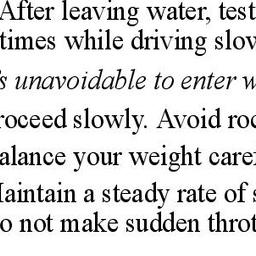 After leaving water, test
times while driving slow
s unavoidable to enter w
roceed slowly. Avoid roc
alance your weight caref
aintain a steady rate of s
o not make sudden throt